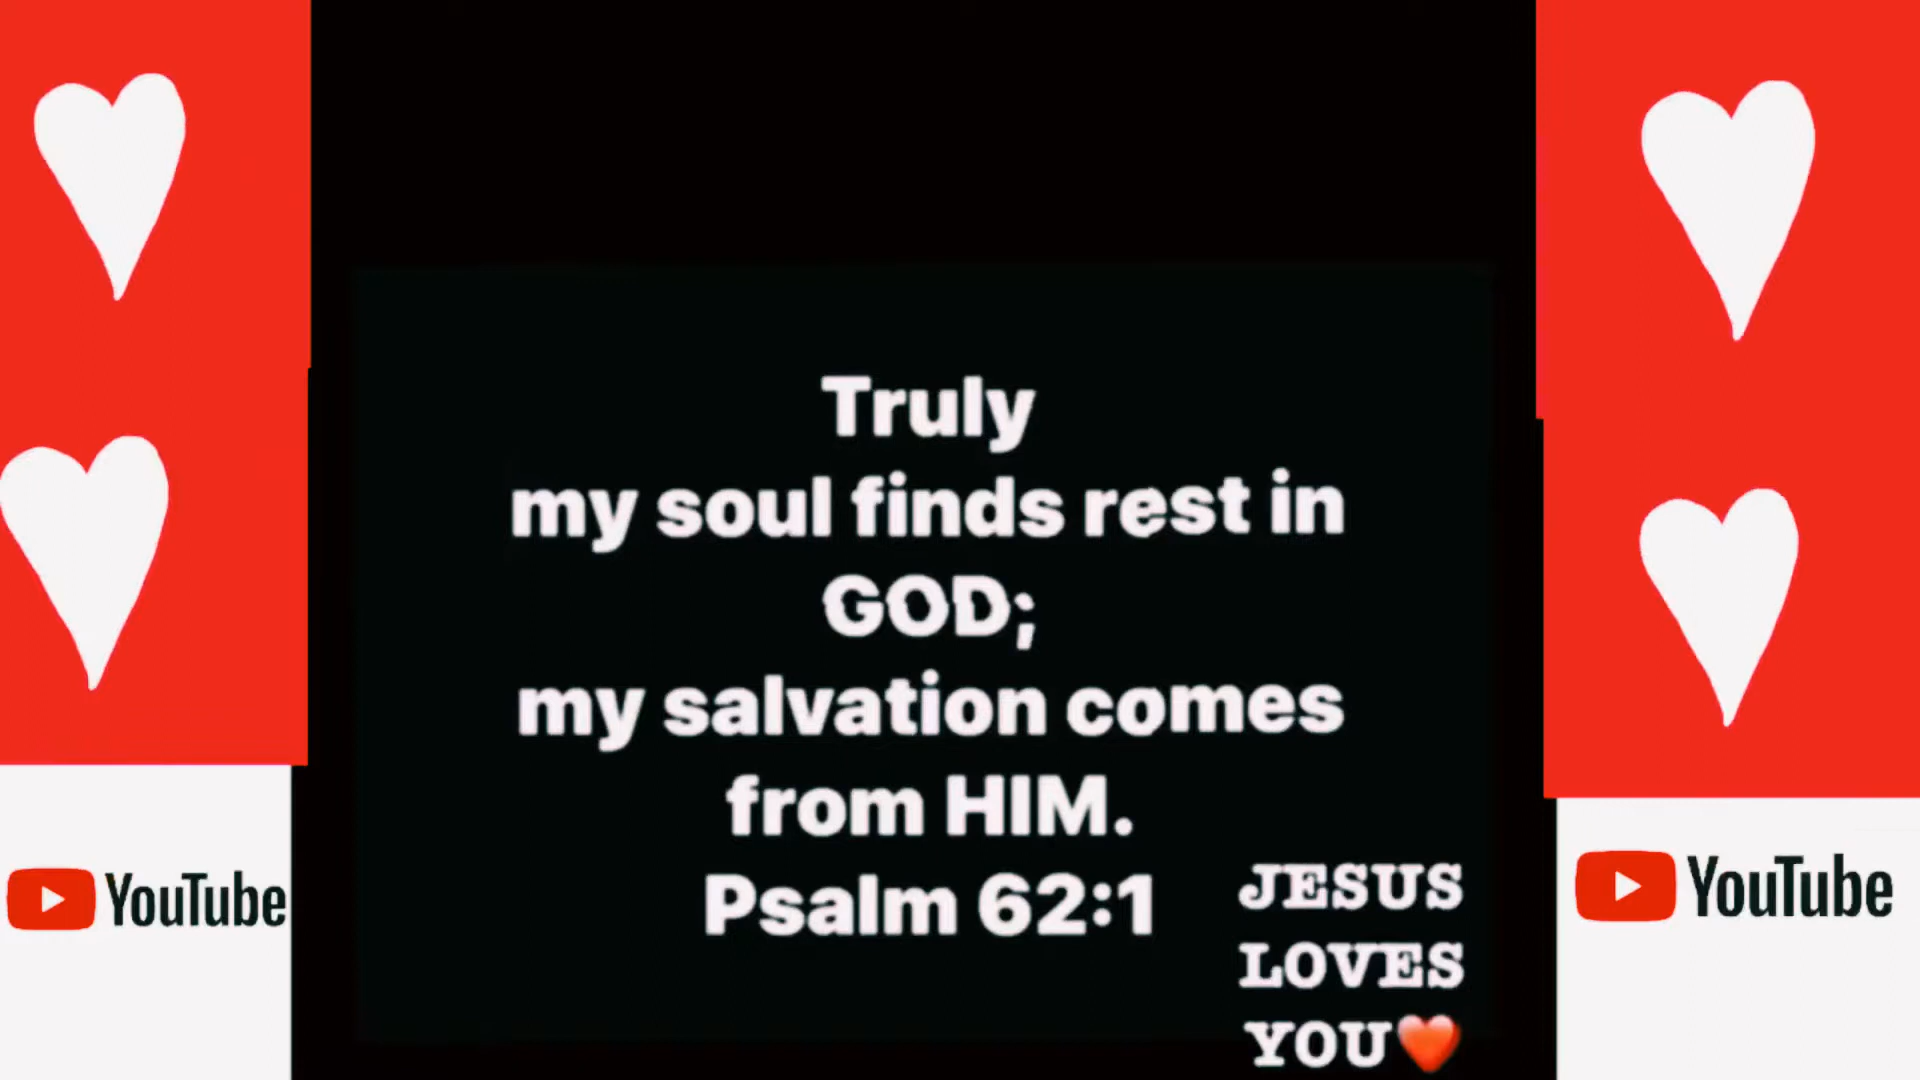 Truly
my soul finds rest in
GOD;
my salvation comes
from HIM.
Psalm 62:1
JESUS
LOVES
YOU❤️
YouTube
YouTube